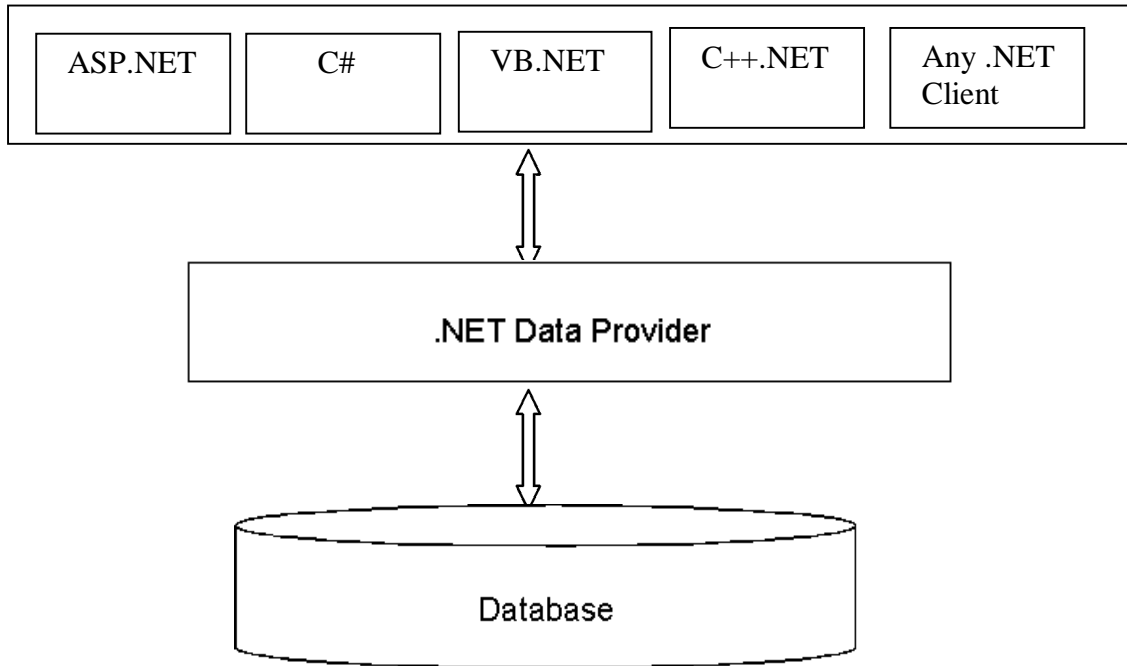 ASP.NET
C#
VB.NET
C++.NET
Any .NET
Client
.NET Data Provider
Database